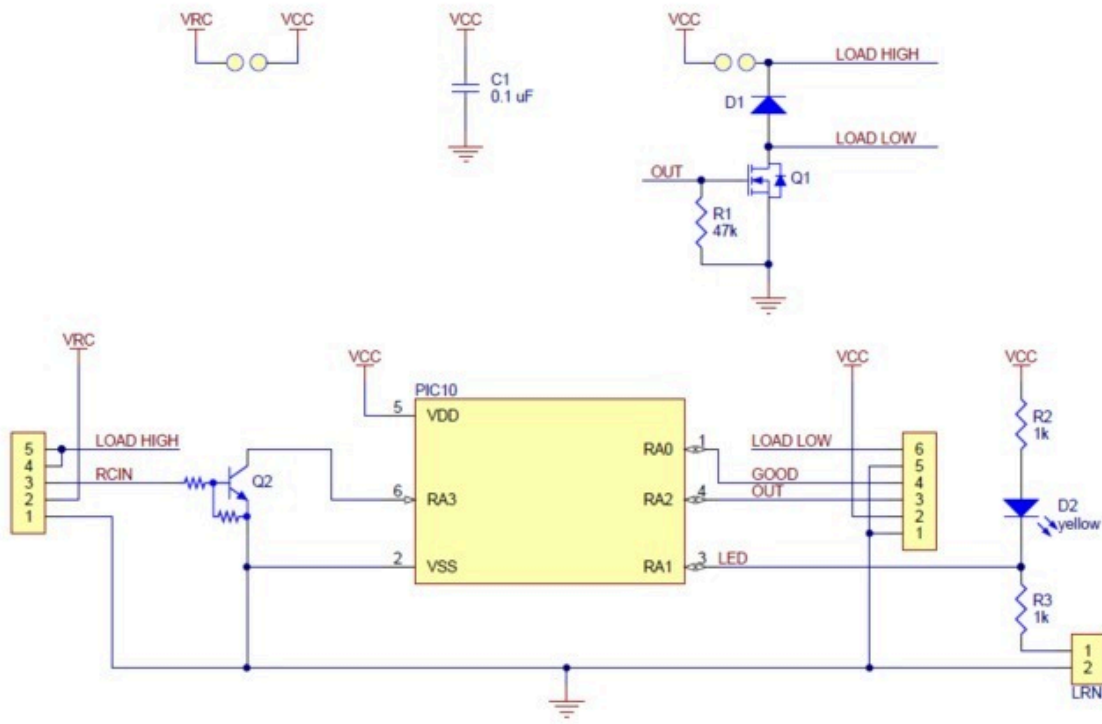 VRC
VCC
VCC
C1
0.1 uF
VCC
LOAD HIGH
D1
LOAD LOW
OUT
Q1
R1
47k
VRC
5
4
3
2
1
LOAD HIGH
RCIN
Q2
VCC
PIC10
5
VDD
6
RA3
2
VSS
RA0
1
RA2
4
RA1
3
LED
VCC
LOAD LOW
GOOD
OUT
6
5
4
3
2
1
VCC
R2
1k
D2
yellow
R3
1k
1
2
LRN